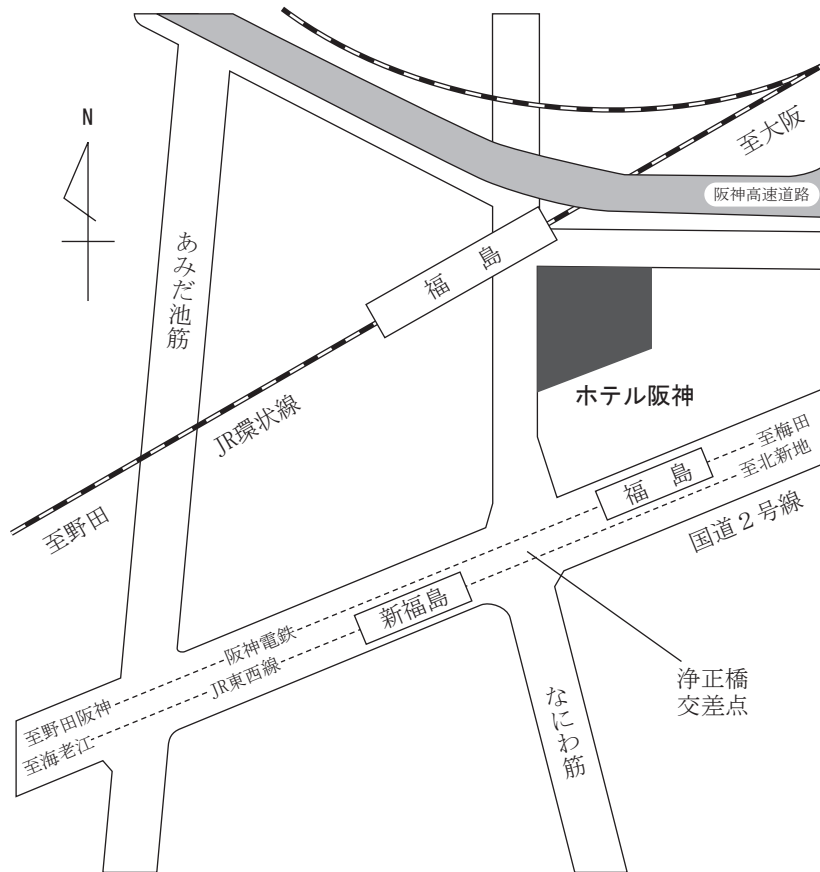 N
至大阪
阪神高速道路
あみだ池筋
福島
JR環状線
至野田
ホテル阪神
至梅田
至北新地
福島
国道2号線
新福島
阪神電鉄
JR東西線
至野田阪神
至海老江
浄正橋
交差点
なにわ筋